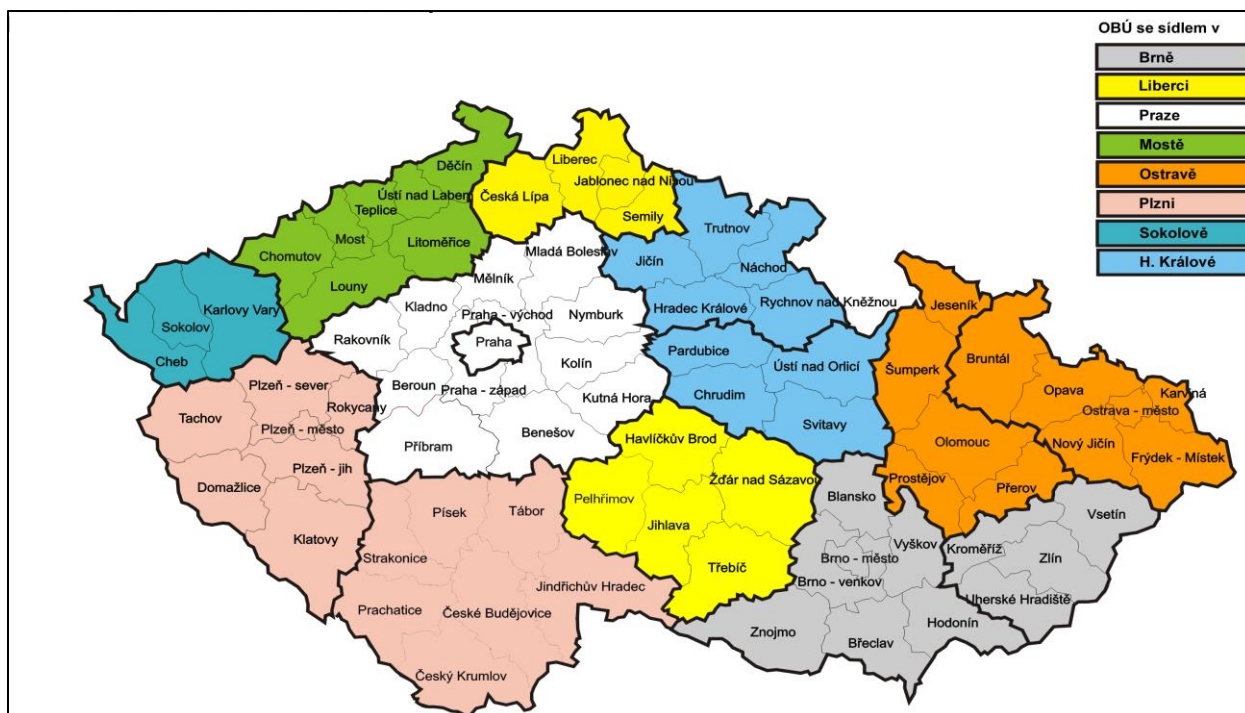 OBÚ se sídlem v
Brně
Liberci
Praze
Mostě
Ostravě
Plzni
Sokolově
H. Králové
Děčín
Ústí nad Labem
Teplice
Most
Litoměřice
Chomutov
Louny
Liberec
Česká Lípa
Jablonec nad Nisou
Semily
Trutnov
Jičín
Náchod
Hradec Králové
Rychnov nad Kněžnou
Pardubice
Ústí nad Orlicí
Chrudim
Svitavy
Karlovy Vary
Sokolov
Cheb
Mladá Boleslav
Mělník
Kladno
Praha - východ
Nymburk
Rakovník
Praha
Kolín
Beroun
Praha - západ
Kutná Hora
Příbram
Benešov
Plzeň - sever
Tachov
Rokycany
Plzeň - město
Plzeň - jih
Domažlice
Klatovy
Písek
Tábor
Strakonice
Jindřichův Hradec
Prachatice
České Budějovice
Český Krumlov
Havlíčkův Brod
Žďár nad Sázavou
Pelhřimov
Jihlava
Třebíč
Jeseník
Bruntál
Šumperk
Opava
Karviná
Ostrava - město
Olomouc
Nový Jičín
Frýdek - Místek
Prostějov
Přerov
Blansko
Vyškov
Brno - město
Brno - venkov
Kroměříž
Vsetín
Zlín
Uherské Hradiště
Znojmo
Břeclav
Hodonín